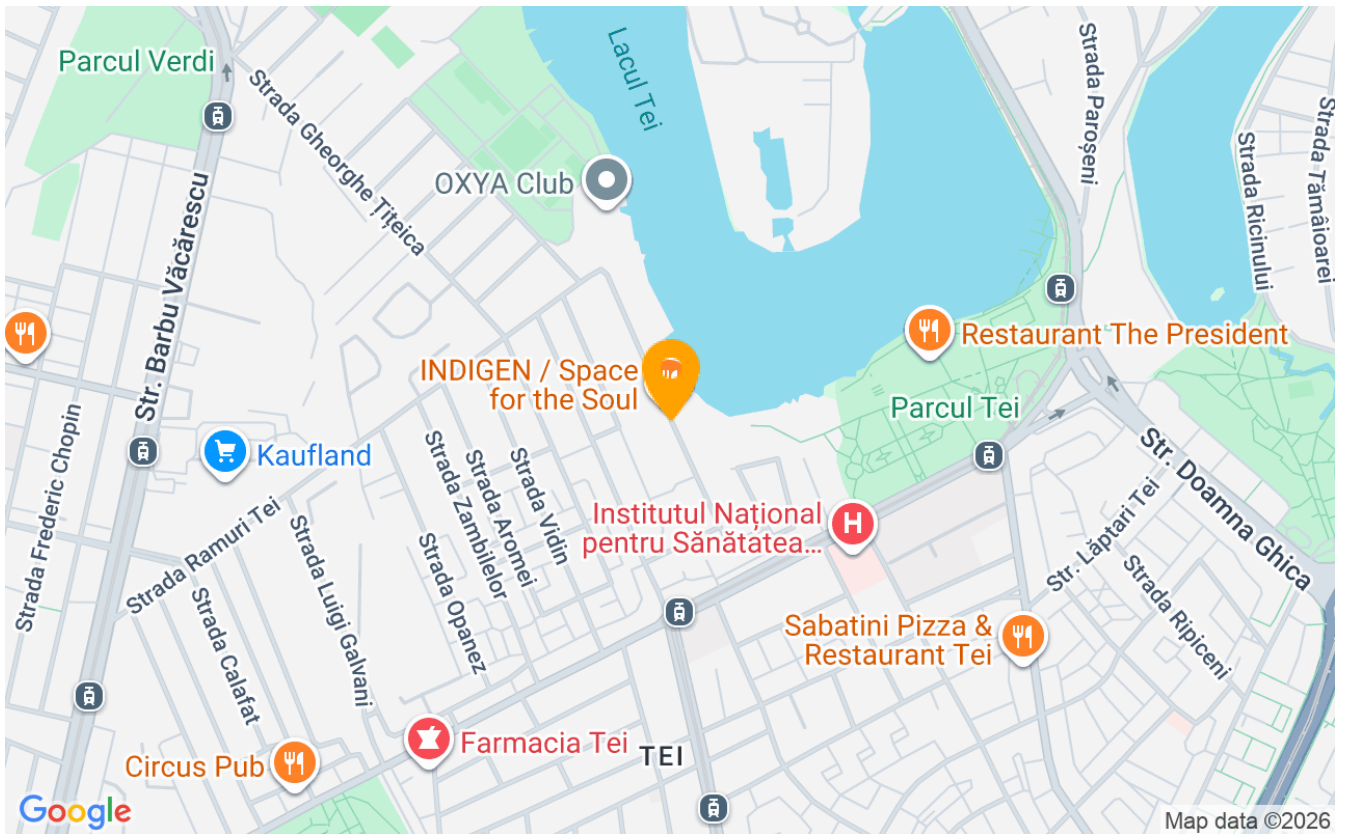 Parcul Verdi
Strada Gheorghe Țițeica
Lacul Tei
Strada Paroșeni
Strada Ricinului
Strada Tămâioarei
Str. Barbu Văcărescu
OXYA Club
Restaurant The President
INDIGEN / Space
for the Soul
Parcul Tei
Strada Frederic Chopin
Kaufland
Strada Zambilelor
Strada Aromei
Strada Vidin
Str. Doamna Ghica
Institutul Național
pentru Sănătatea...
Strada Ramuri Tei
Strada Luigi Galvani
Strada Opanez
Str. Lăptari Tei
Strada Ripiceni
Strada Calafat
Sabatini Pizza &
Restaurant Tei
H
Farmacia Tei
TEI
Circus Pub
Google
Map data ©2026